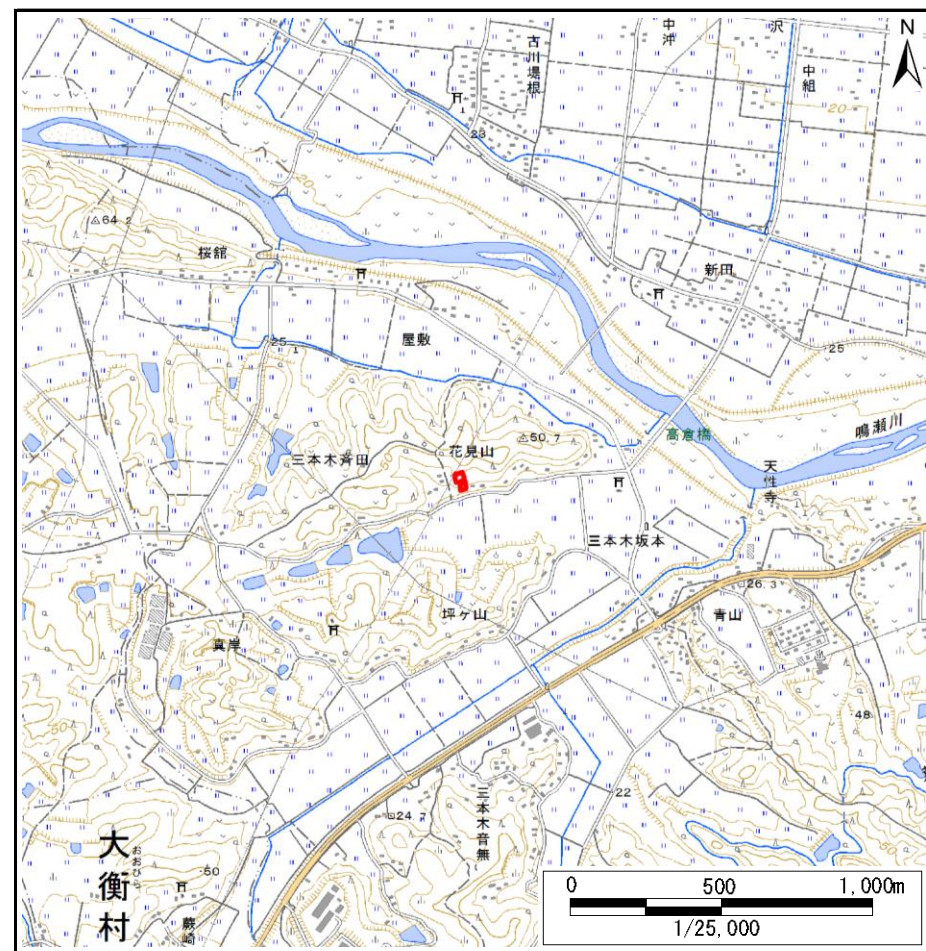 中沖
沢
N
古川堤根
中組
20
1
23
20
64.2
桜舘
新田
屋敷
25.1
25
鳴瀬川
高倉橋
50.7
花見山
三本木斉田
天性寺
三本木坂本
26.3
坪ヶ山
青山
真岸
50
48
三本木音無
22
24.7
大衡村
おおひら
50
50
蕨崎
0 500 1,000m
1/25,000